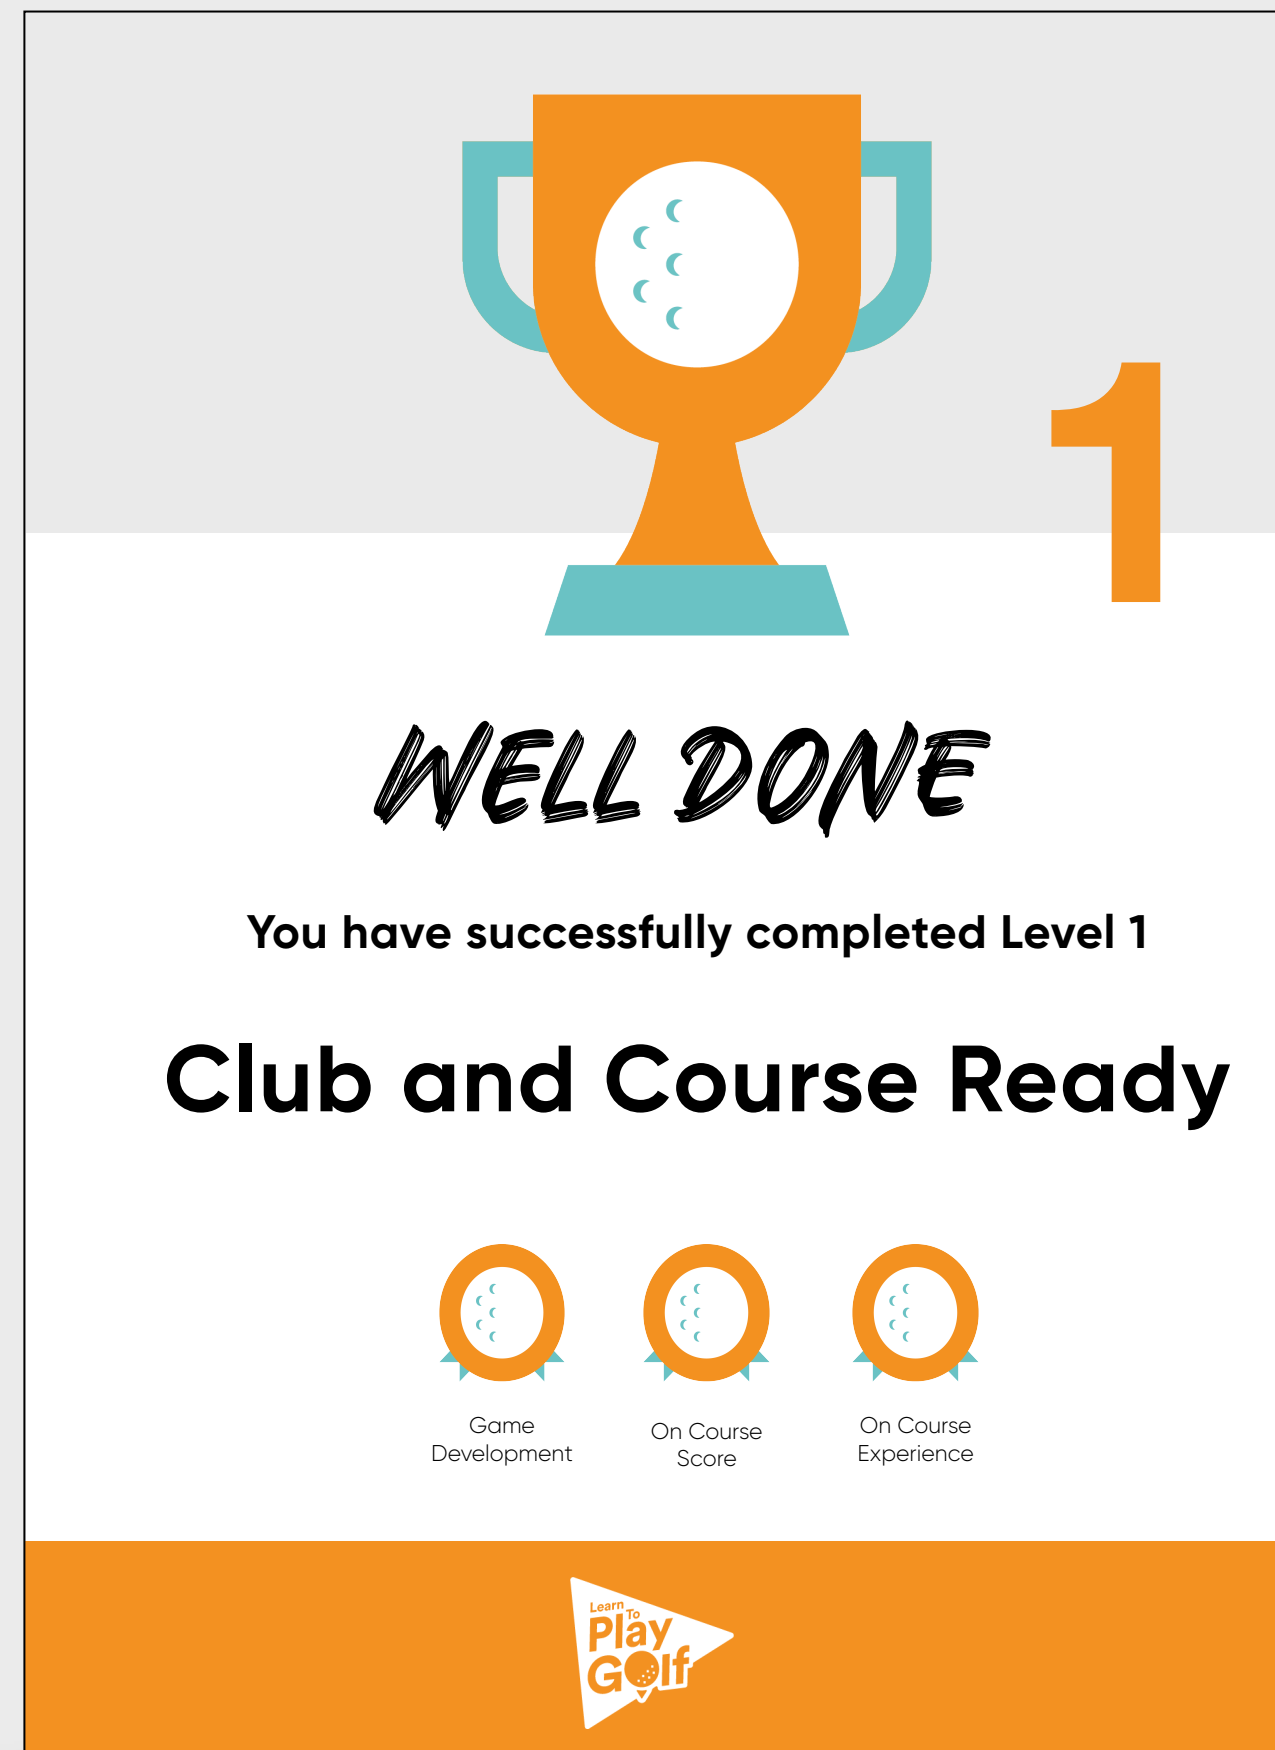 1
WELL DONE
You have successfully completed Level 1
Club and Course Ready
Game
Development
On Course
Score
On Course
Experience
Learn To
Play
Golf